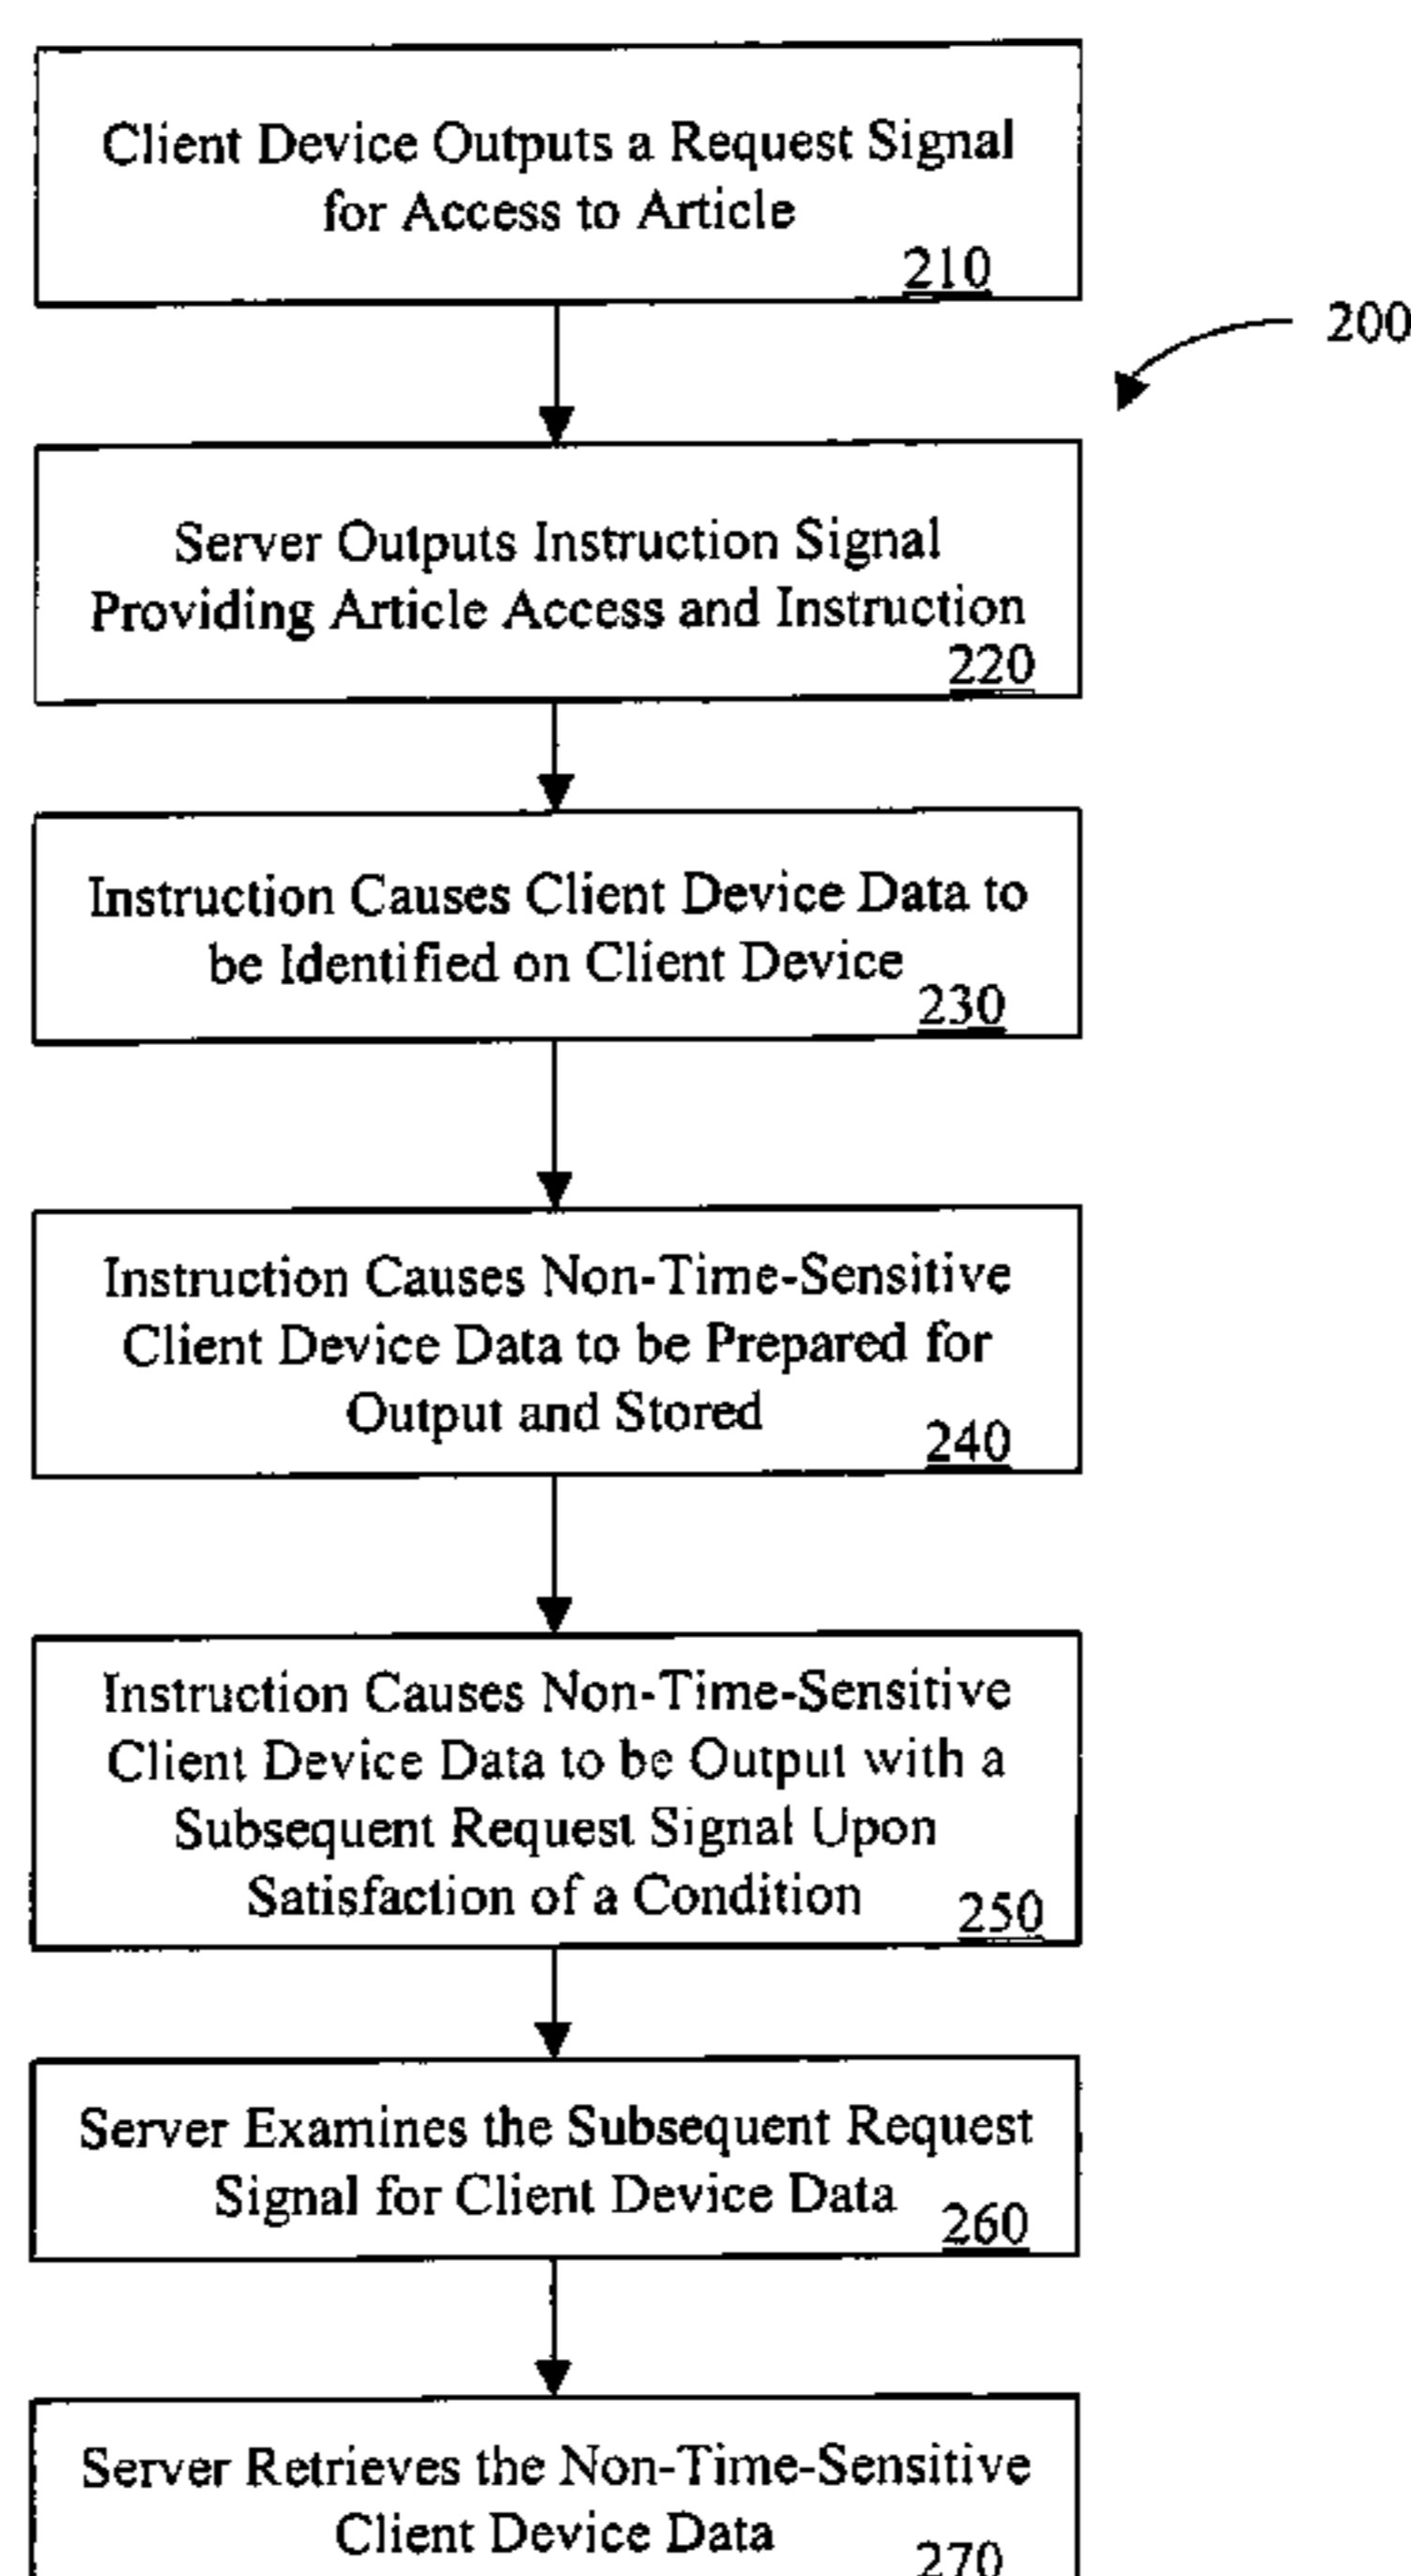 Client Device Outputs a Request Signal
for Access to Article
210
200
Server Outputs Instruction Signal
Providing Article Access and Instruction
220
Instruction Causes Client Device Data to
be Identified on Client Device
230
Instruction Causes Non-Time-Sensitive
Client Device Data to be Prepared for
Output and Stored
240
Instruction Causes Non-Time-Sensitive
Client Device Data to be Output with a
Subsequent Request Signal Upon
Satisfaction of a Condition
250
Server Examines the Subsequent Request
Signal for Client Device Data
260
Server Retrieves the Non-Time-Sensitive
Client Device Data
270